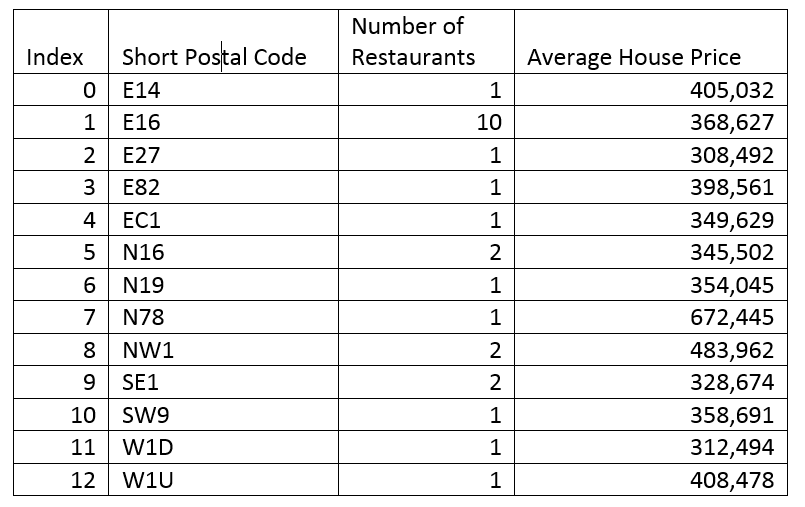 Index Short Postal Code Number of Restaurants Average House Price
0 E14 1 405,032
1 E16 10 368,627
2 E27 1 308,492
3 E82 1 398,561
4 EC1 1 349,629
5 N16 2 345,502
6 N19 1 354,045
7 N78 1 672,445
8 NW1 2 483,962
9 SE1 2 328,674
10 SW9 1 358,691
11 W1D 1 312,494
12 W1U 1 408,478